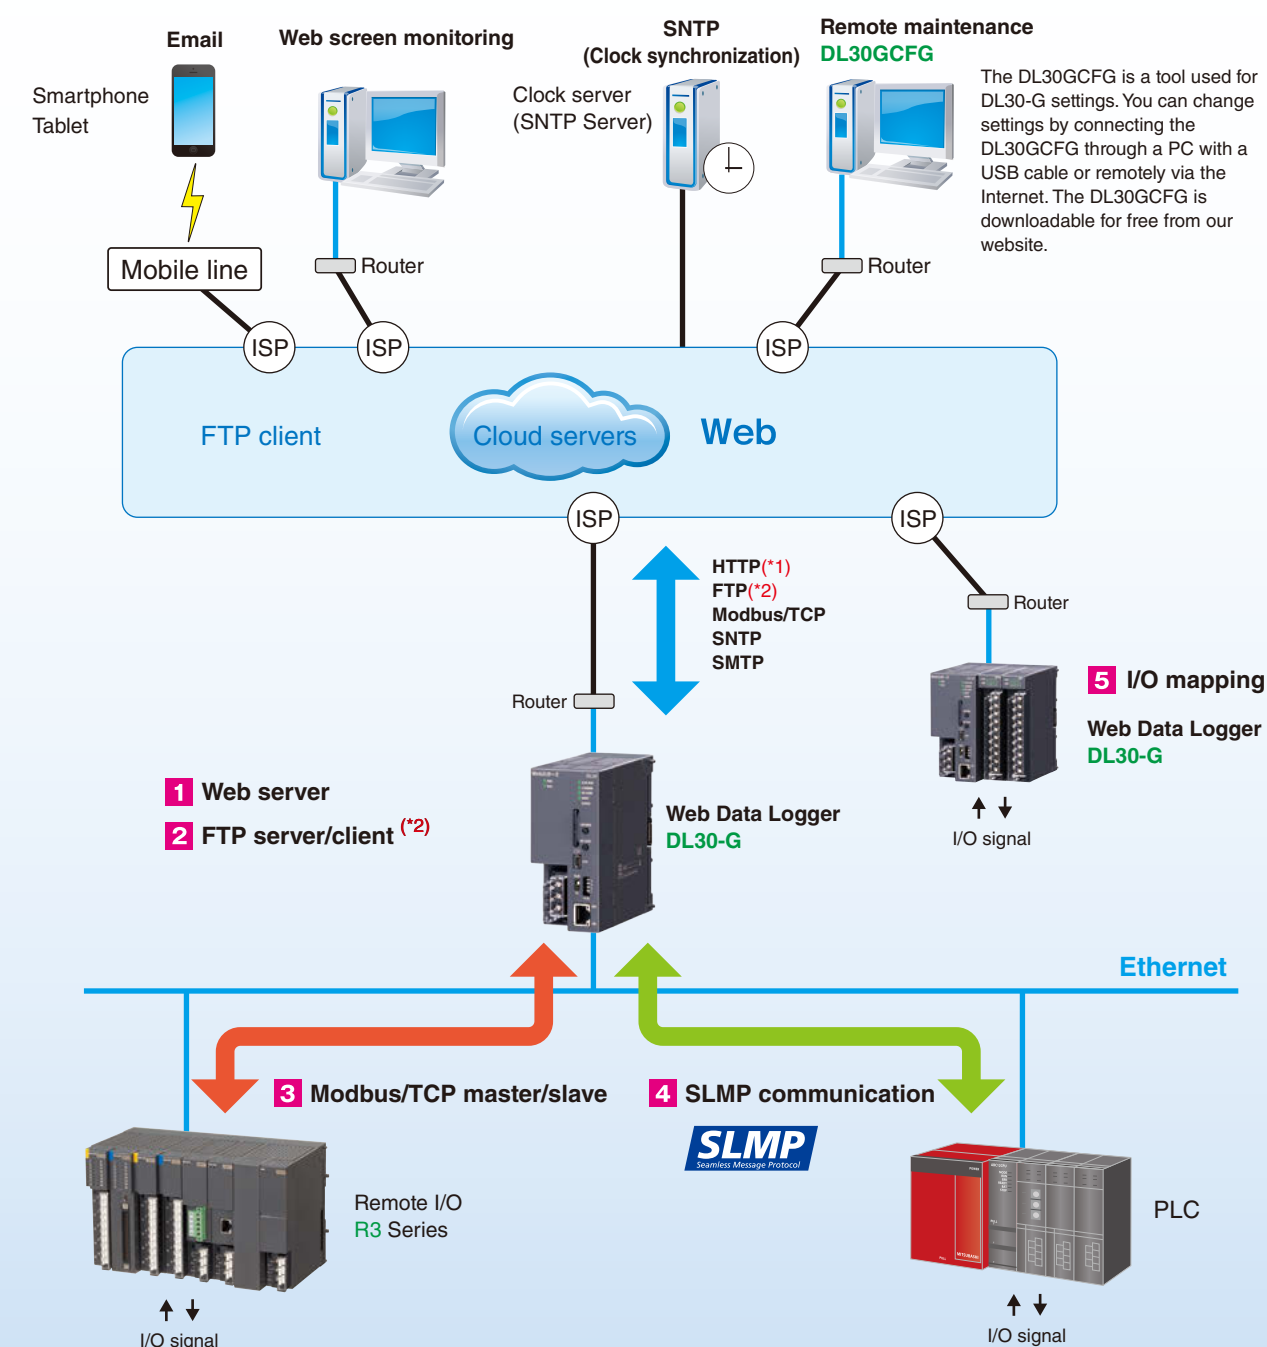 Email
Web screen monitoring
SNTP
(Clock synchronization)
Remote maintenance
DL30GCFG
Smartphone
Tablet
Clock server
(SNTP Server)
The DL30GCFG is a tool used for
DL30-G settings. You can change
settings by connecting the
DL30GCFG through a PC with a
USB cable or remotely via the
Internet. The DL30GCFG is
downloadable for free from our
website.
Mobile line
Router
Router
ISP
ISP
ISP
FTP client
Cloud servers
Web
ISP
ISP
HTTP(*1)
FTP(*2)
Modbus/TCP
SNTP
SMTP
Router
Router
5 I/O mapping
Web Data Logger
DL30-G
I/O signal
1 Web server
2 FTP server/client (*2)
Web Data Logger
DL30-G
Ethernet
3 Modbus/TCP master/slave
4 SLMP communication
SLMP
Seamless Message Protocol
Remote I/O
R3 Series
PLC
I/O signal
I/O signal